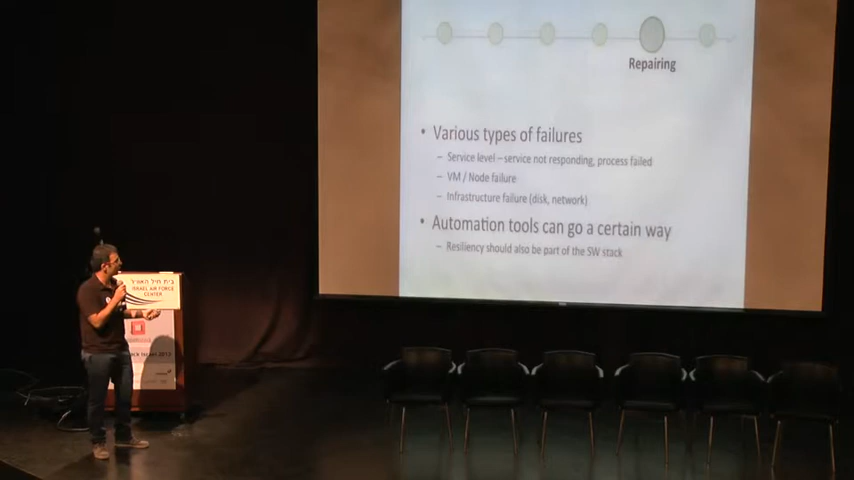 Repairing
• Various types of failures
– Service level – service not responding, process failed
– VM / Node failure
– Infrastructure failure (disk, network)
• Automation tools can go a certain way
– Resiliency should also be part of the SW stack
בית חיל האוויר
ISRAEL AIR FORCE
CENTER